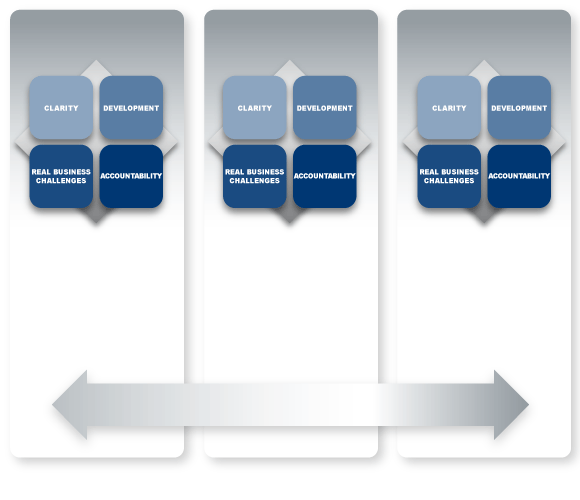 CLARITY
DEVELOPMENT
REAL BUSINESS
CHALLENGES
ACCOUNTABILITY
CLARITY
DEVELOPMENT
REAL BUSINESS
CHALLENGES
ACCOUNTABILITY
CLARITY
DEVELOPMENT
REAL BUSINESS
CHALLENGES
ACCOUNTABILITY